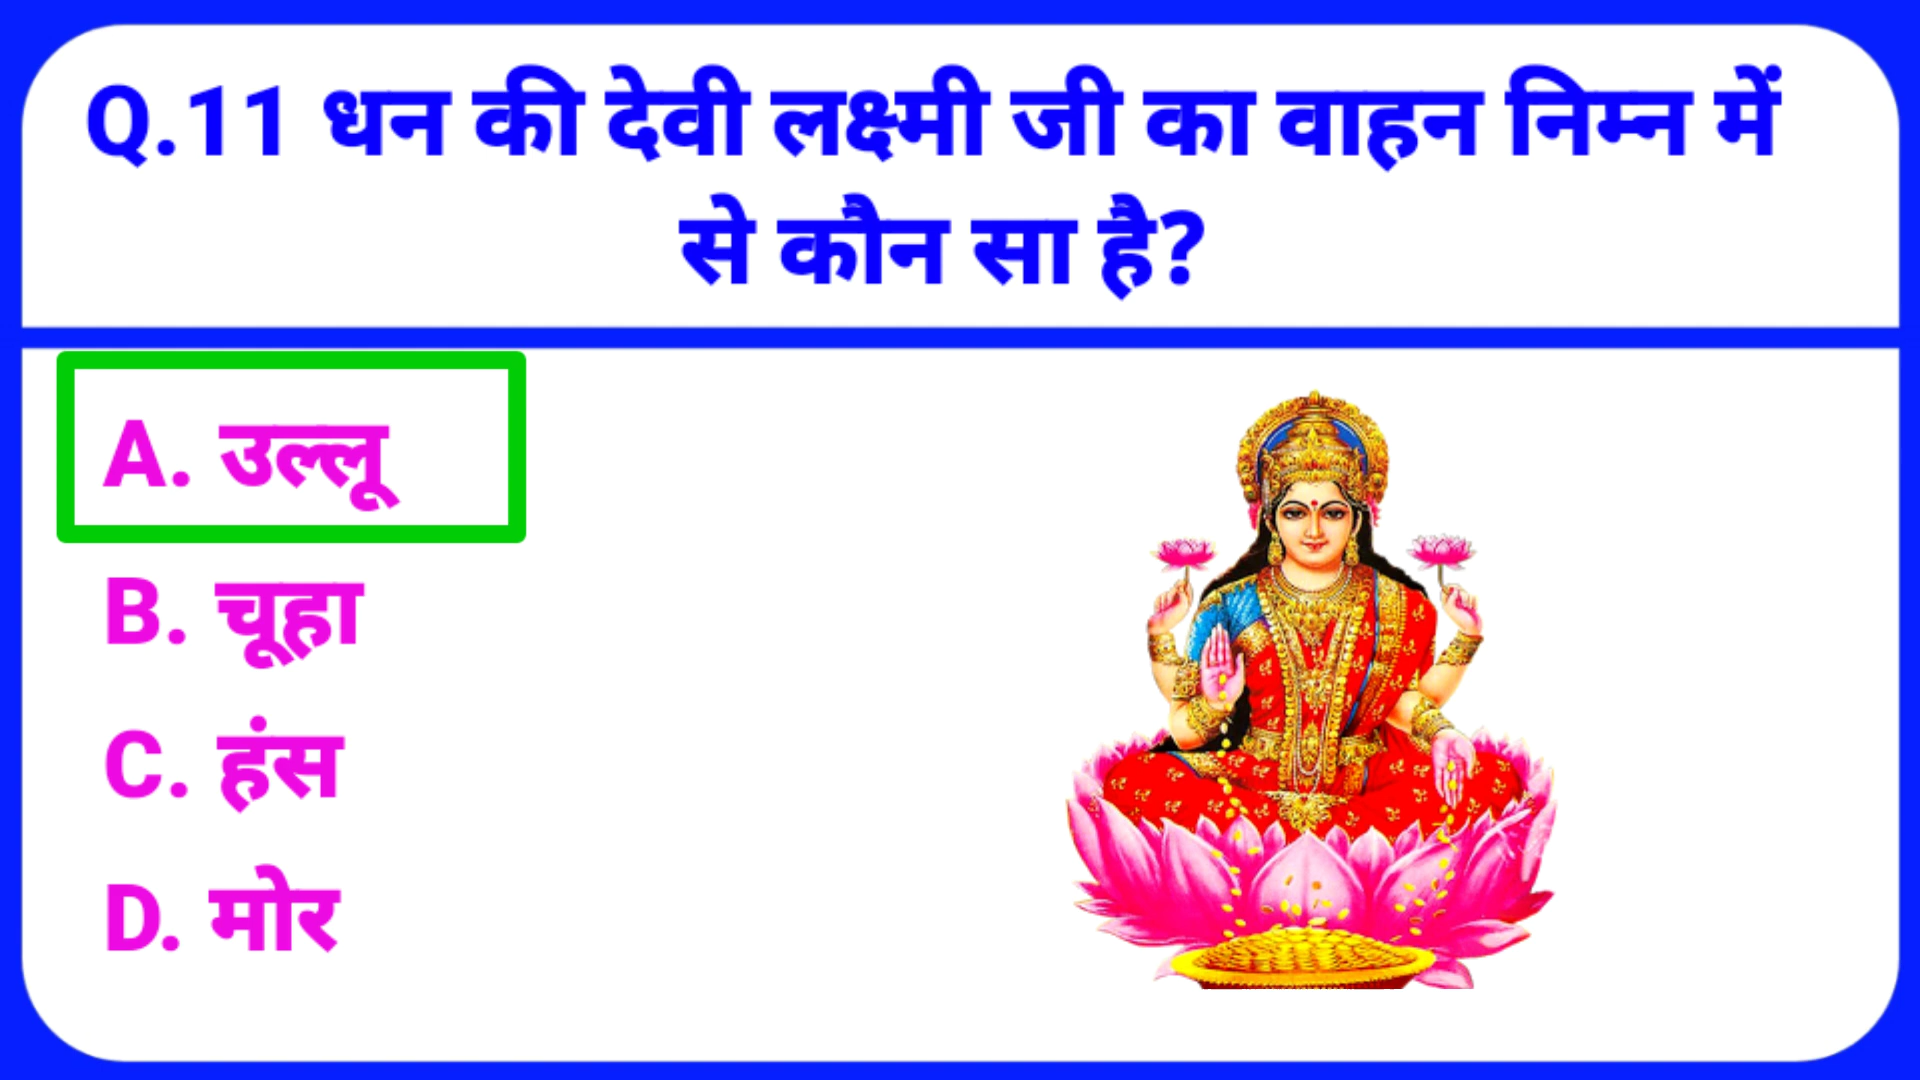 Q.11 धन की देवी लक्ष्मी जी का वाहन निम्न में
से कौन सा है?
A. उल्लू
B. चूहा
C. हंस
D. मोर